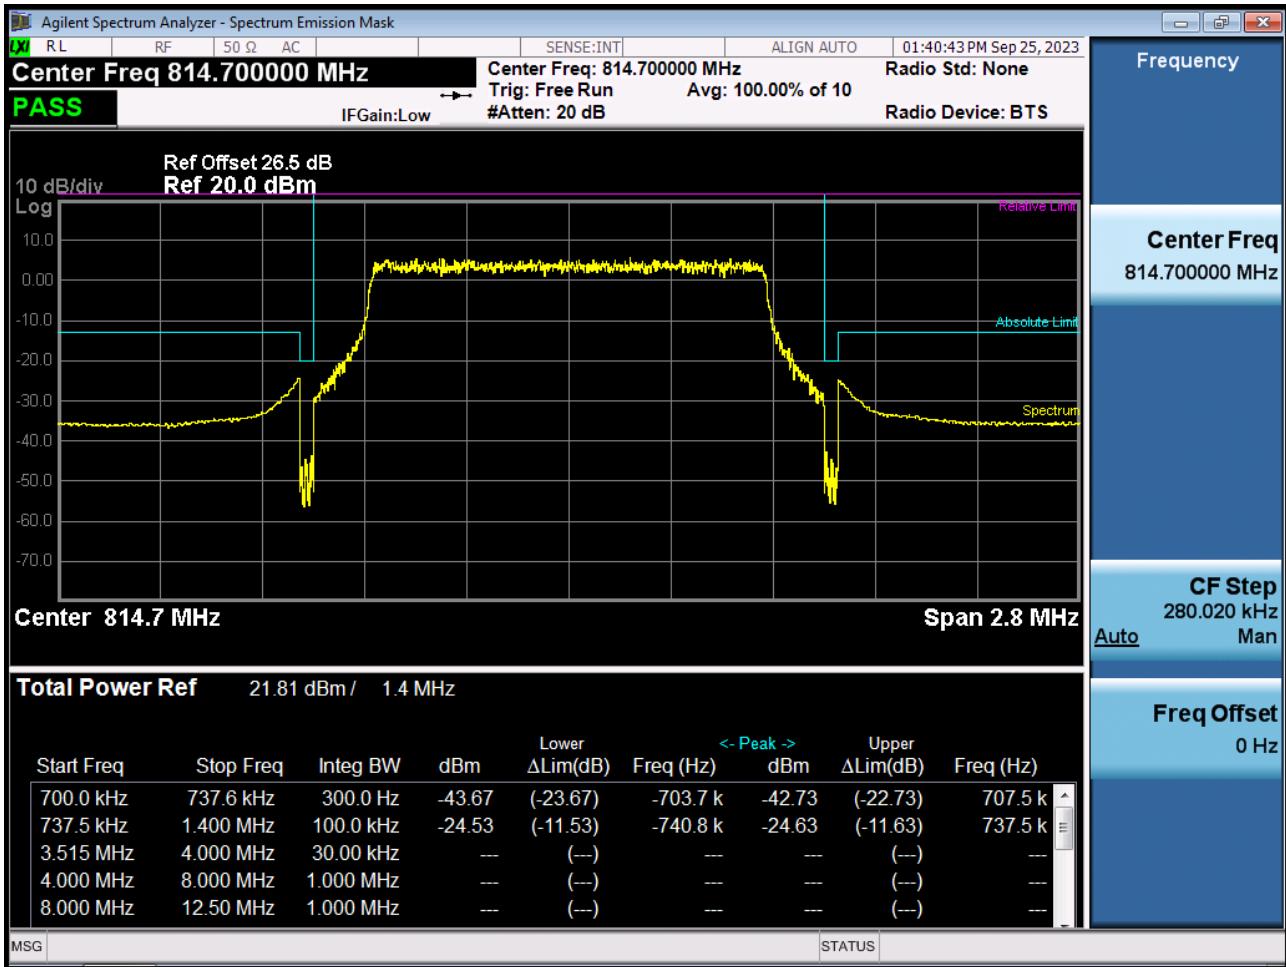 Agilent Spectrum Analyzer - Spectrum Emission Mask
LXI RL RF 50 Ω AC SENSE:INT ALIGN AUTO 01:40:43 PM Sep 25, 2023
Center Freq 814.700000 MHz
Center Freq: 814.700000 MHz Radio Std: None
Trig: Free Run Avg: 100.00% of 10
PASS
IFGain:Low #Atten: 20 dB Radio Device: BTS
Ref Offset 26.5 dB
10 dB/div Ref 20.0 dBm
Log
Relative Limit
10.0
0.00
-10.0
Absolute Limit
-20.0
-30.0
Spectrum
-40.0
-50.0
-60.0
-70.0
Center 814.7 MHz Span 2.8 MHz
Total Power Ref 21.81 dBm / 1.4 MHz
Lower <- Peak -> Upper
Start Freq Stop Freq Integ BW dBm ΔLim(dB) Freq (Hz) dBm ΔLim(dB) Freq (Hz)
700.0 kHz 737.6 kHz 300.0 Hz -43.67 (-23.67) -703.7 k -42.73 (-22.73) 707.5 k
737.5 kHz 1.400 MHz 100.0 kHz -24.53 (-11.53) -740.8 k -24.63 (-11.63) 737.5 k
3.515 MHz 4.000 MHz 30.00 kHz --- (---) --- --- (---) ---
4.000 MHz 8.000 MHz 1.000 MHz --- (---) --- --- (---) ---
8.000 MHz 12.50 MHz 1.000 MHz --- (---) --- --- (---) ---
MSG STATUS
Frequency
Center Freq
814.700000 MHz
CF Step
280.020 kHz
Auto Man
Freq Offset
0 Hz